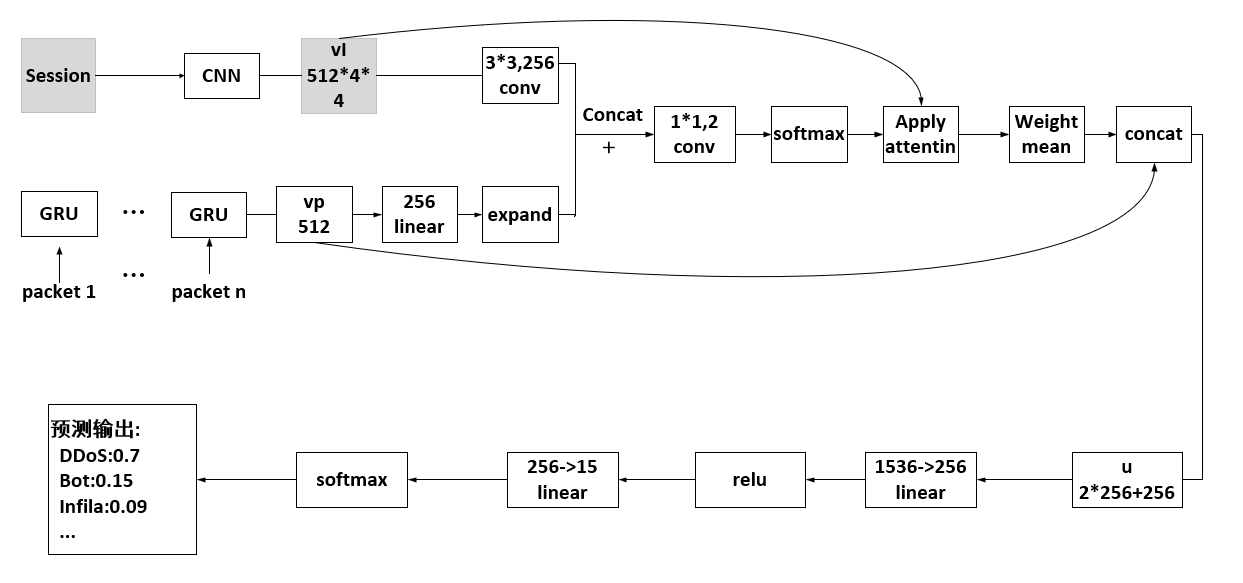 Session
CNN
vl
512*4*
4
3*3,256
conv
Concat
+
1*1,2
conv
softmax
Apply
attentin
Weight
mean
concat
GRU
...
GRU
vp
512
256
linear
expand
packet 1
...
packet n
预测输出:
DDoS:0.7
Bot:0.15
Infila:0.09
...
softmax
256->15
linear
relu
1536->256
linear
u
2*256+256